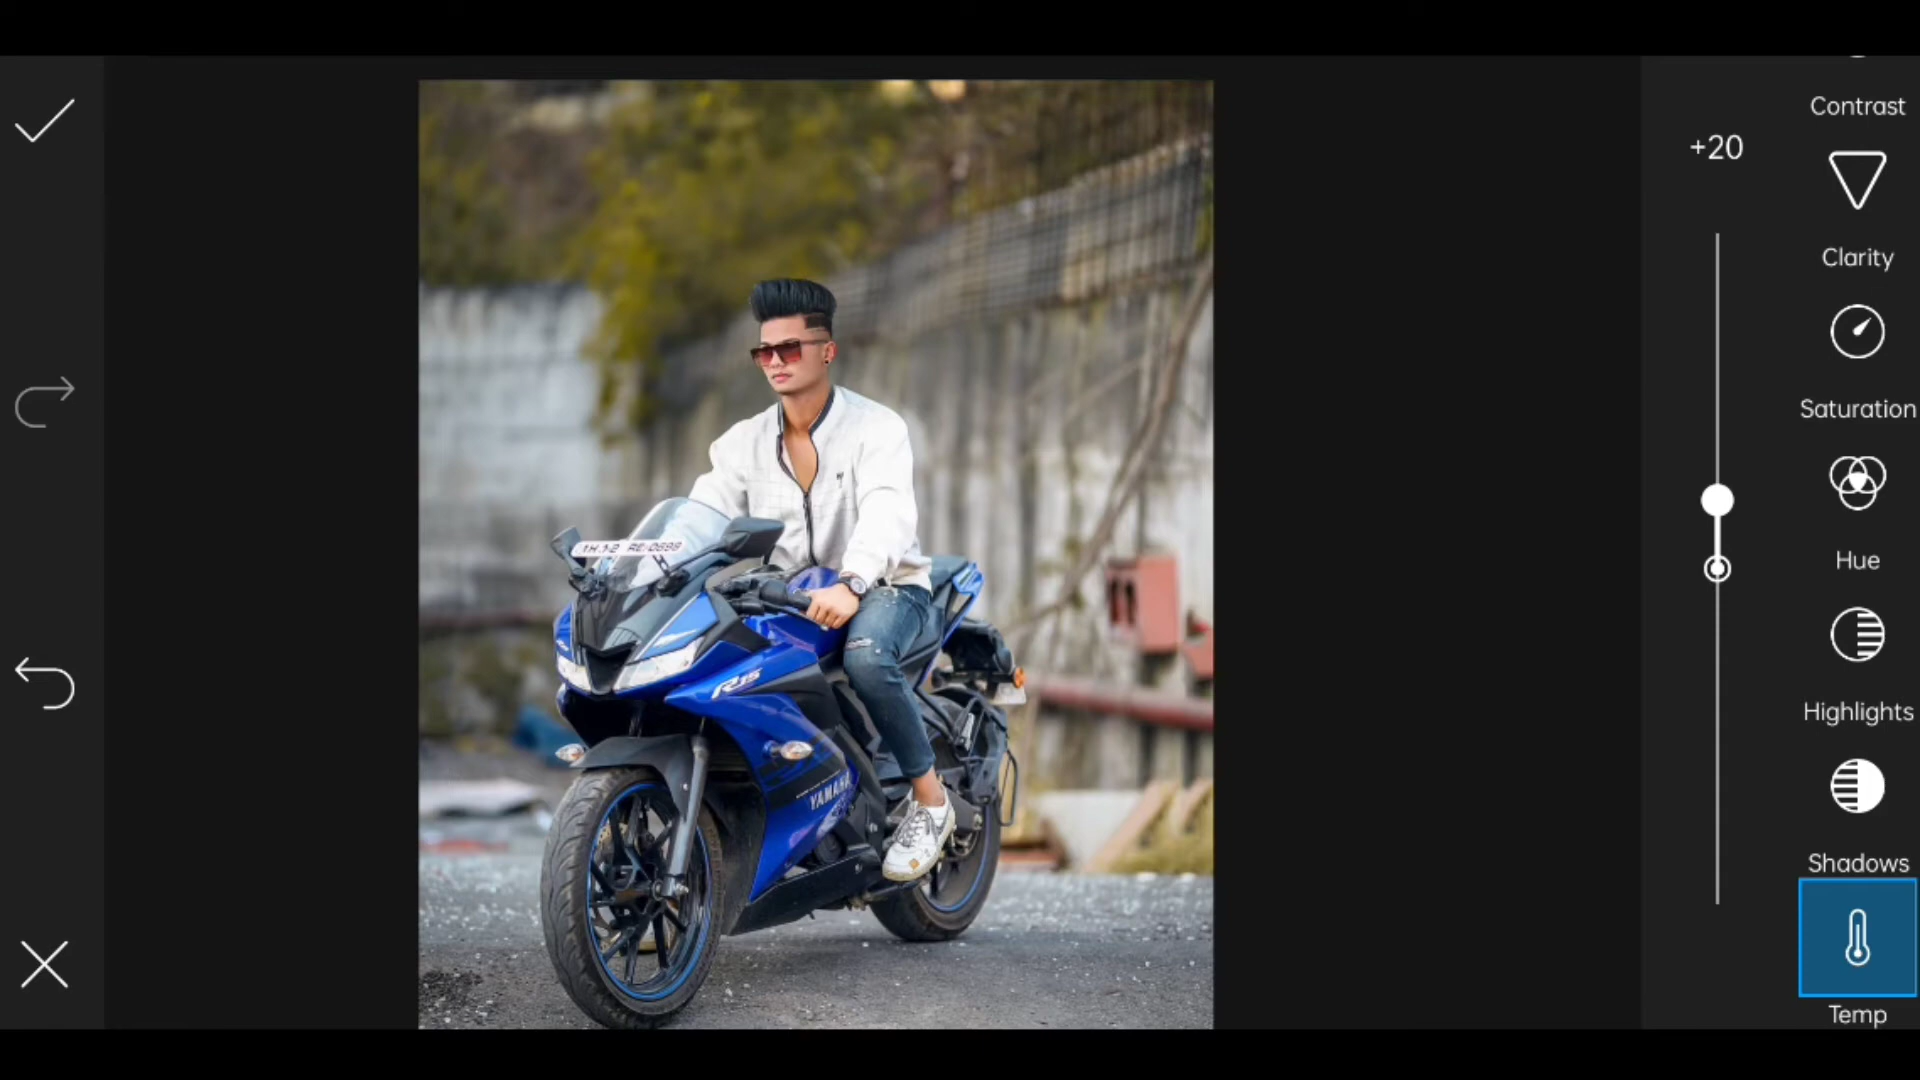 Contrast
+20
Clarity
Saturation
Hue
Highlights
Shadows
Temp
R15
YAMAHA